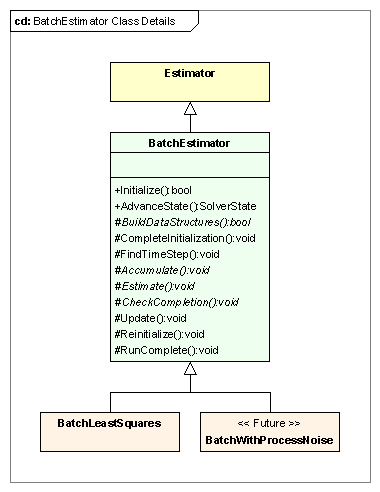 cd: BatchEstimator Class Details
Estimator
BatchEstimator
+Initialize():bool
+AdvanceState():SolverState
#BuildDataStructures():bool
#CompleteInitialization():void
#FindTimeStep():void
#Accumulate():void
#Estimate():void
#CheckCompletion():void
#Update():void
#Reinitialize():void
#RunComplete():void
BatchLeastSquares
<< Future >>
BatchWithProcessNoise